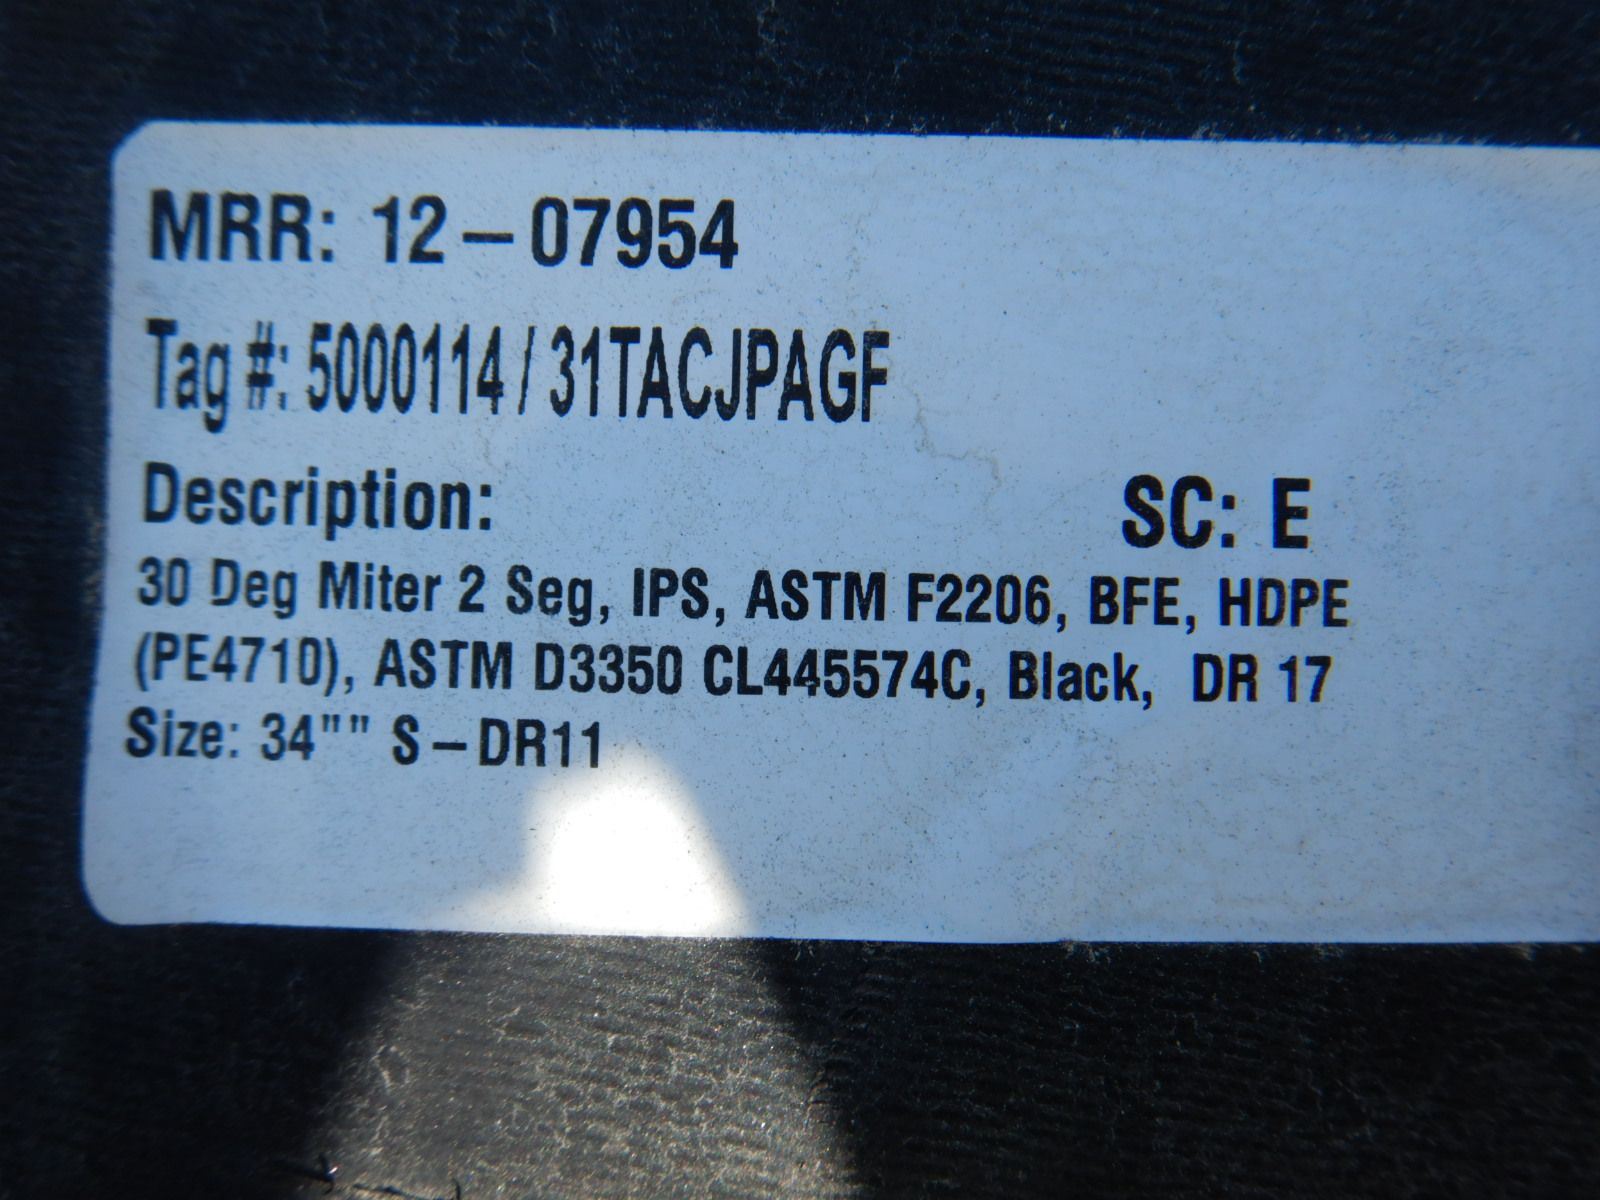 MRR: 12-07954
Tag #: 5000114 / 31TACJPAGF
Description: SC: E
30 Deg Miter 2 Seg, IPS, ASTM F2206, BFE, HDPE
(PE4710), ASTM D3350 CL445574C, Black, DR 17
Size: 34"" S-DR11